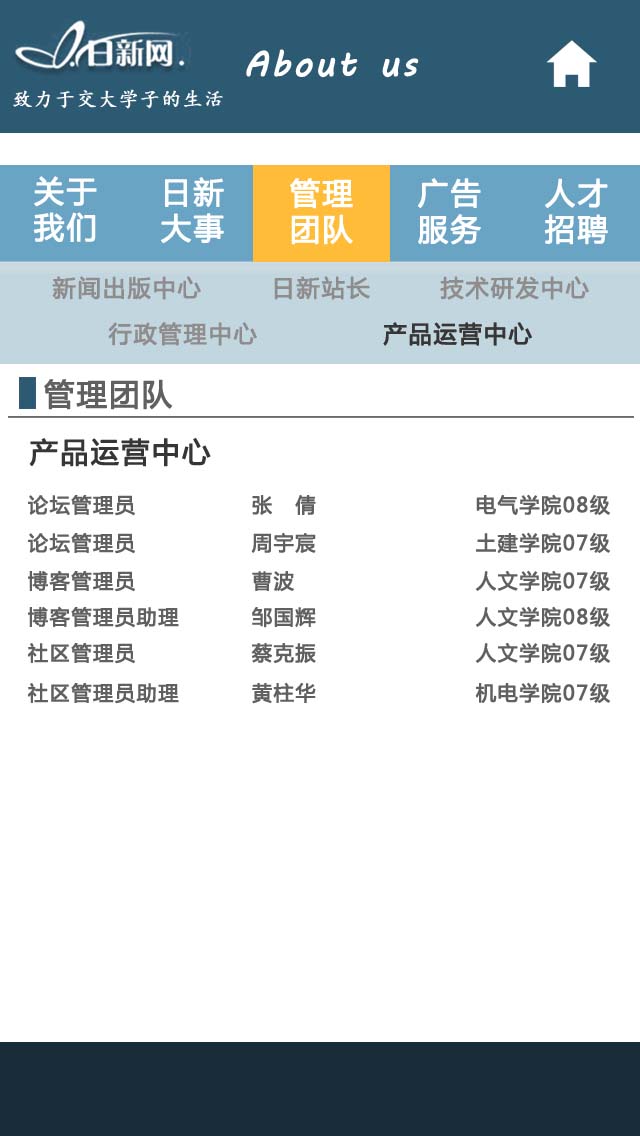 日新网.
About us
致力于交大学子的生活
关于我们 日新大事 管理团队 广告服务 人才招聘
新闻出版中心 日新站长 技术研发中心
行政管理中心 产品运营中心
管理团队
产品运营中心
论坛管理员 张 倩 电气学院08级
论坛管理员 周宇宸 土建学院07级
博客管理员 曹波 人文学院07级
博客管理员助理 邹国辉 人文学院08级
社区管理员 蔡克振 人文学院07级
社区管理员助理 黄柱华 机电学院07级